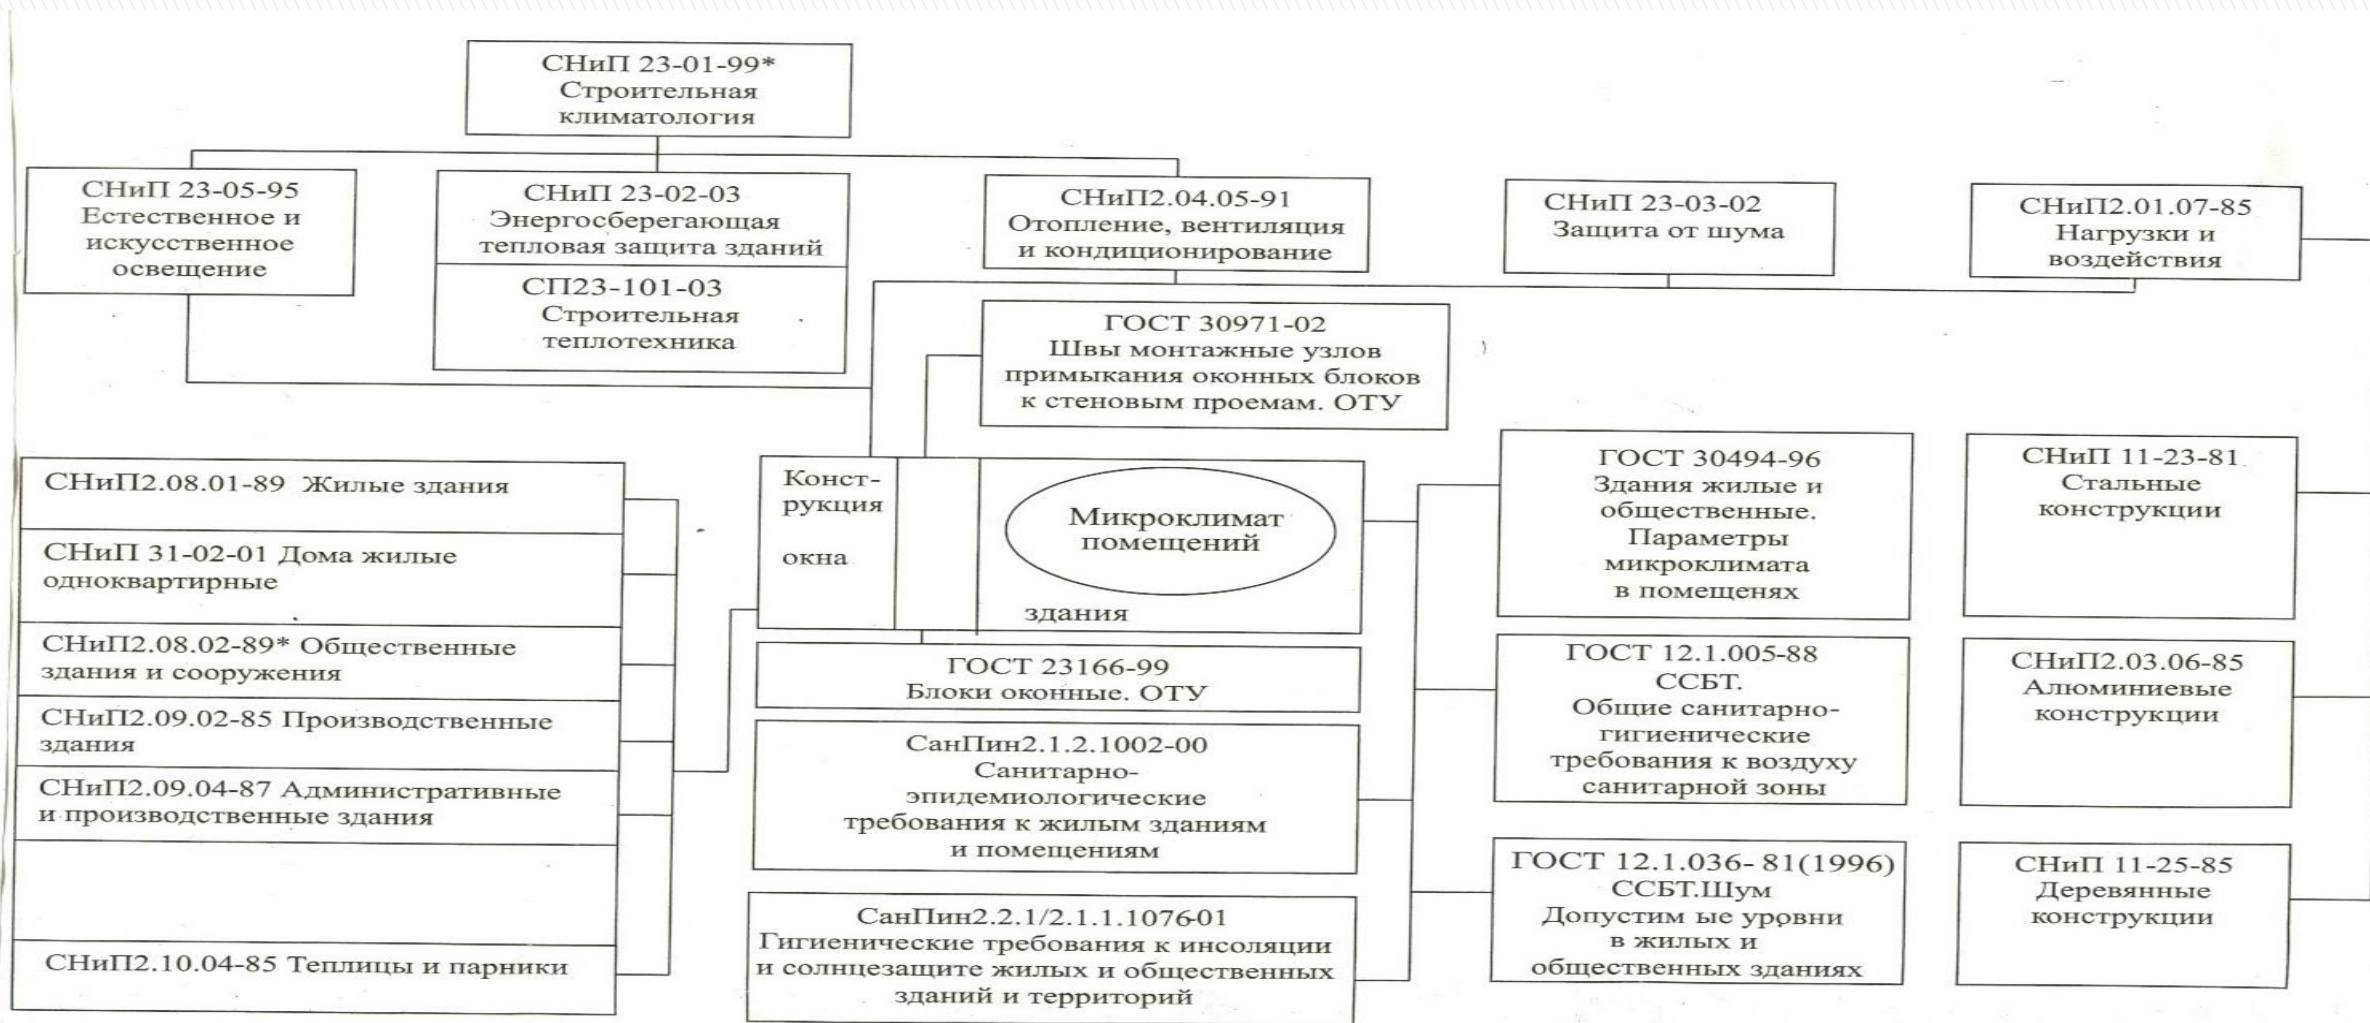 СНиП 23-01-99*
Строительная
климатология
СНиП 23-05-95
Естественное и
искусственное
освещение
СНиП 23-02-03
Энергосберегающая
тепловая защита зданий
СП23-101-03
Строительная
теплотехника
СНиП2.04.05-91
Отопление, вентиляция
и кондиционирование
СНиП 23-03-02
Защита от шума
СНиП2.01.07-85
Нагрузки и
воздействия
ГОСТ 30971-02
Швы монтажные узлов
примыкания оконных блоков
к стеновым проемам. ОТУ
СНиП2.08.01-89 Жилые здания
СНиП 31-02-01 Дома жилые
одноквартирные
СНиП2.08.02-89* Общественные
здания и сооружения
СНиП2.09.02-85 Производственные
здания
СНиП2.09.04-87 Административные
и производственные здания
СНиП2.10.04-85 Теплицы и парники
Конст-
рукция
окна
Микроклимат
помещений
здания
ГОСТ 23166-99
Блоки оконные. ОТУ
СанПин2.1.2.1002-00
Санитарно-
эпидемиологические
требования к жилым зданиям
и помещениям
СанПин2.2.1/2.1.1.1076-01
Гигиенические требования к инсоляции
и солнцезащите жилых и общественных
зданий и территорий
ГОСТ 30494-96
Здания жилые и
общественные.
Параметры
микроклимата
в помещенях
ГОСТ 12.1.005-88
ССБТ.
Общие санитарно-
гигиенические
требования к воздуху
санитарной зоны
ГОСТ 12.1.036- 81(1996)
ССБТ.Шум
Допустим ые уровни
в жилых и
общественных зданиях
СНиП 11-23-81
Стальные
конструкции
СНиП2.03.06-85
Алюминиевые
конструкции
СНиП 11-25-85
Деревянные
конструкции